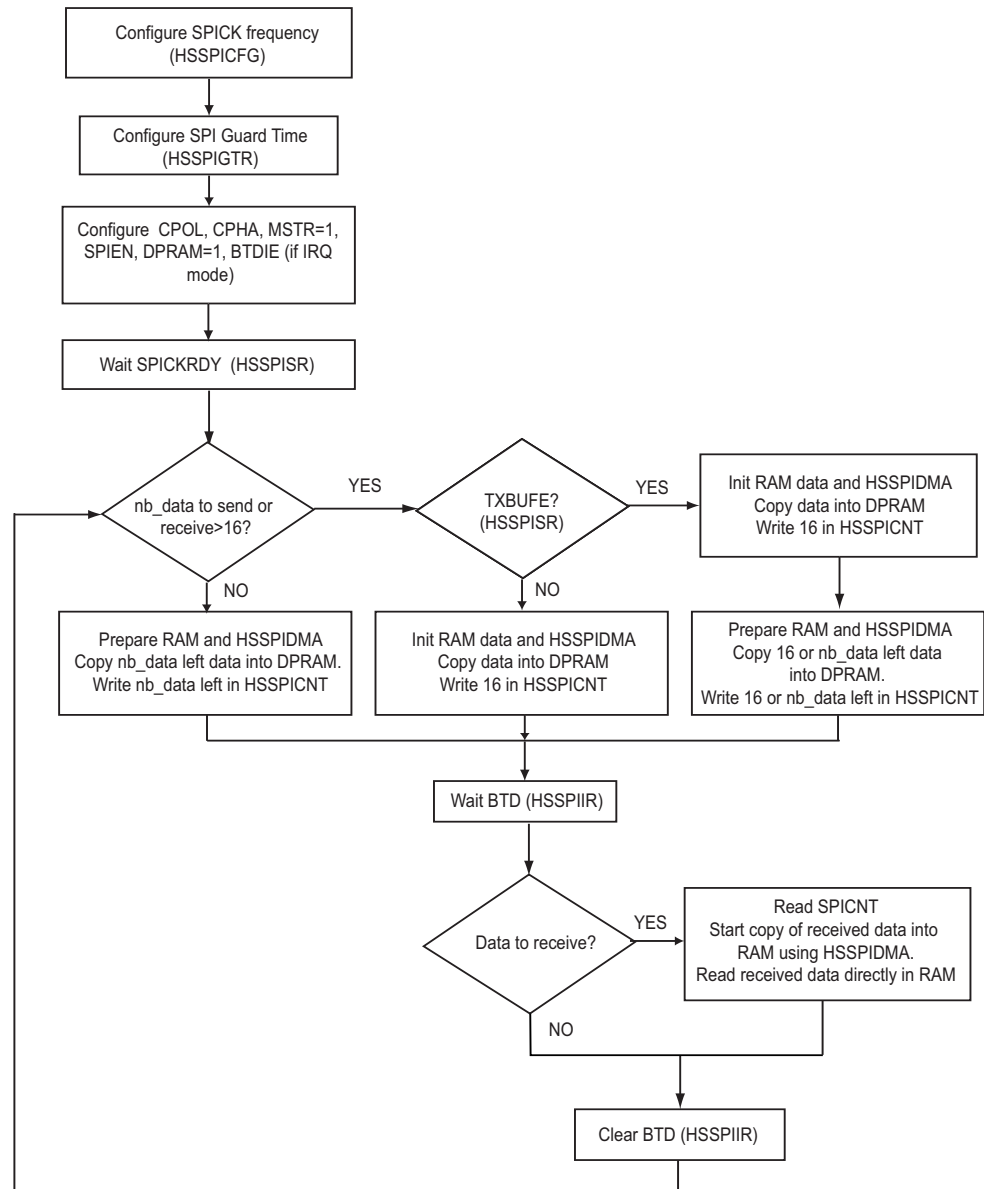 Configure SPICK frequency
(HSSPICFG)
Configure SPI Guard Time
(HSSPIGTR)
Configure CPOL, CPHA, MSTR=1,
SPIEN, DPRAM=1, BTDIE (if IRQ
mode)
Wait SPICKRDY (HSSPISR)
nb_data to send or
receive>16?
YES
TXBUFE?
(HSSPISR)
YES
Init RAM data and HSSPIDMA
Copy data into DPRAM
Write 16 in HSSPICNT
NO
NO
Prepare RAM and HSSPIDMA
Copy nb_data left data into DPRAM.
Write nb_data left in HSSPICNT
Init RAM data and HSSPIDMA
Copy data into DPRAM
Write 16 in HSSPICNT
Prepare RAM and HSSPIDMA
Copy 16 or nb_data left data
into DPRAM.
Write 16 or nb_data left in HSSPICNT
Wait BTD (HSSPIIR)
Data to receive?
YES
Read SPICNT
Start copy of received data into
RAM using HSSPIDMA.
Read received data directly in RAM
NO
Clear BTD (HSSPIIR)